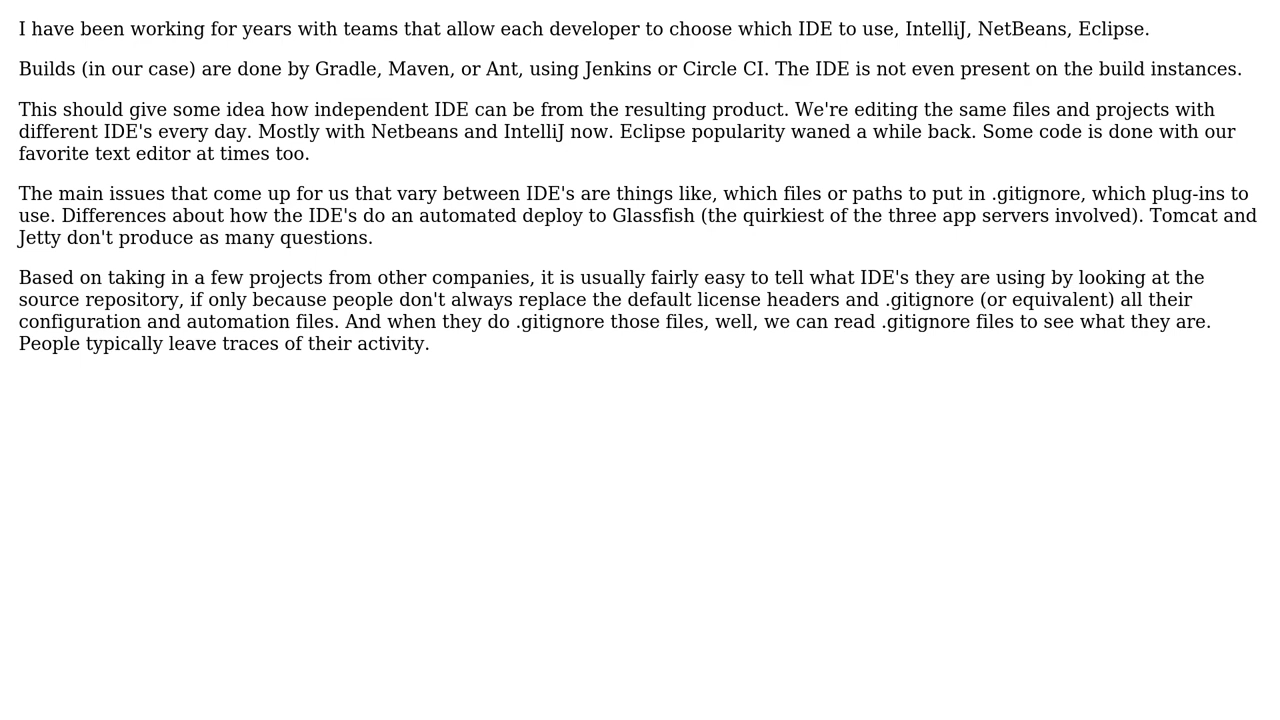 I have been working for years with teams that allow each developer to choose which IDE to use, IntelliJ, NetBeans, Eclipse.
Builds (in our case) are done by Gradle, Maven, or Ant, using Jenkins or Circle CI. The IDE is not even present on the build instances.
This should give some idea how independent IDE can be from the resulting product. We're editing the same files and projects with
different IDE's every day. Mostly with Netbeans and IntelliJ now. Eclipse popularity waned a while back. Some code is done with our
favorite text editor at times too.
The main issues that come up for us that vary between IDE's are things like, which files or paths to put in .gitignore, which plug-ins to
use. Differences about how the IDE's do an automated deploy to Glassfish (the quirkiest of the three app servers involved). Tomcat and
Jetty don't produce as many questions.
Based on taking in a few projects from other companies, it is usually fairly easy to tell what IDE's they are using by looking at the
source repository, if only because people don't always replace the default license headers and .gitignore (or equivalent) all their
configuration and automation files. And when they do .gitignore those files, well, we can read .gitignore files to see what they are.
People typically leave traces of their activity.